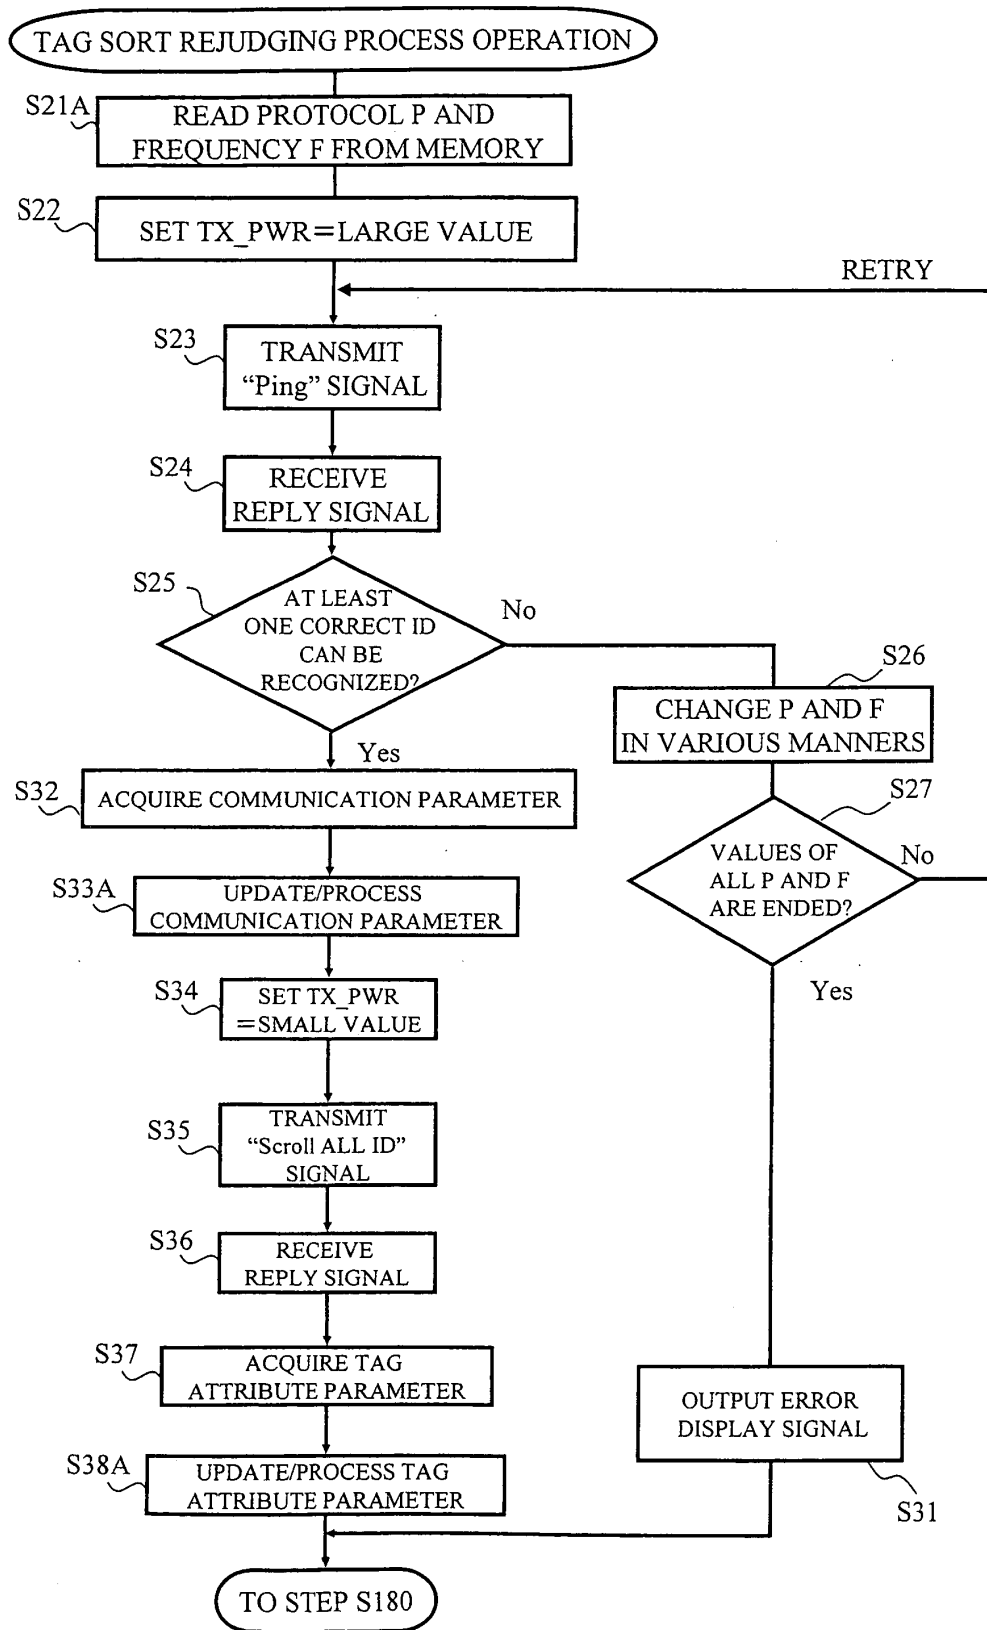 TAG SORT REJUDGING PROCESS OPERATION
S21A
READ PROTOCOL P AND
FREQUENCY F FROM MEMORY
S22
SET TX_PWR=LARGE VALUE
RETRY
S23
TRANSMIT
“Ping” SIGNAL
S24
RECEIVE
REPLY SIGNAL
S25
AT LEAST
ONE CORRECT ID
CAN BE
RECOGNIZED?
No
Yes
S26
CHANGE P AND F
IN VARIOUS MANNERS
S27
VALUES OF
ALL P AND F
ARE ENDED?
No
Yes
S32
ACQUIRE COMMUNICATION PARAMETER
S33A
UPDATE/PROCESS
COMMUNICATION PARAMETER
S34
SET TX_PWR
=SMALL VALUE
S35
TRANSMIT
“Scroll ALL ID”
SIGNAL
S36
RECEIVE
REPLY SIGNAL
S37
ACQUIRE TAG
ATTRIBUTE PARAMETER
S38A
UPDATE/PROCESS TAG
ATTRIBUTE PARAMETER
OUTPUT ERROR
DISPLAY SIGNAL
S31
TO STEP S180